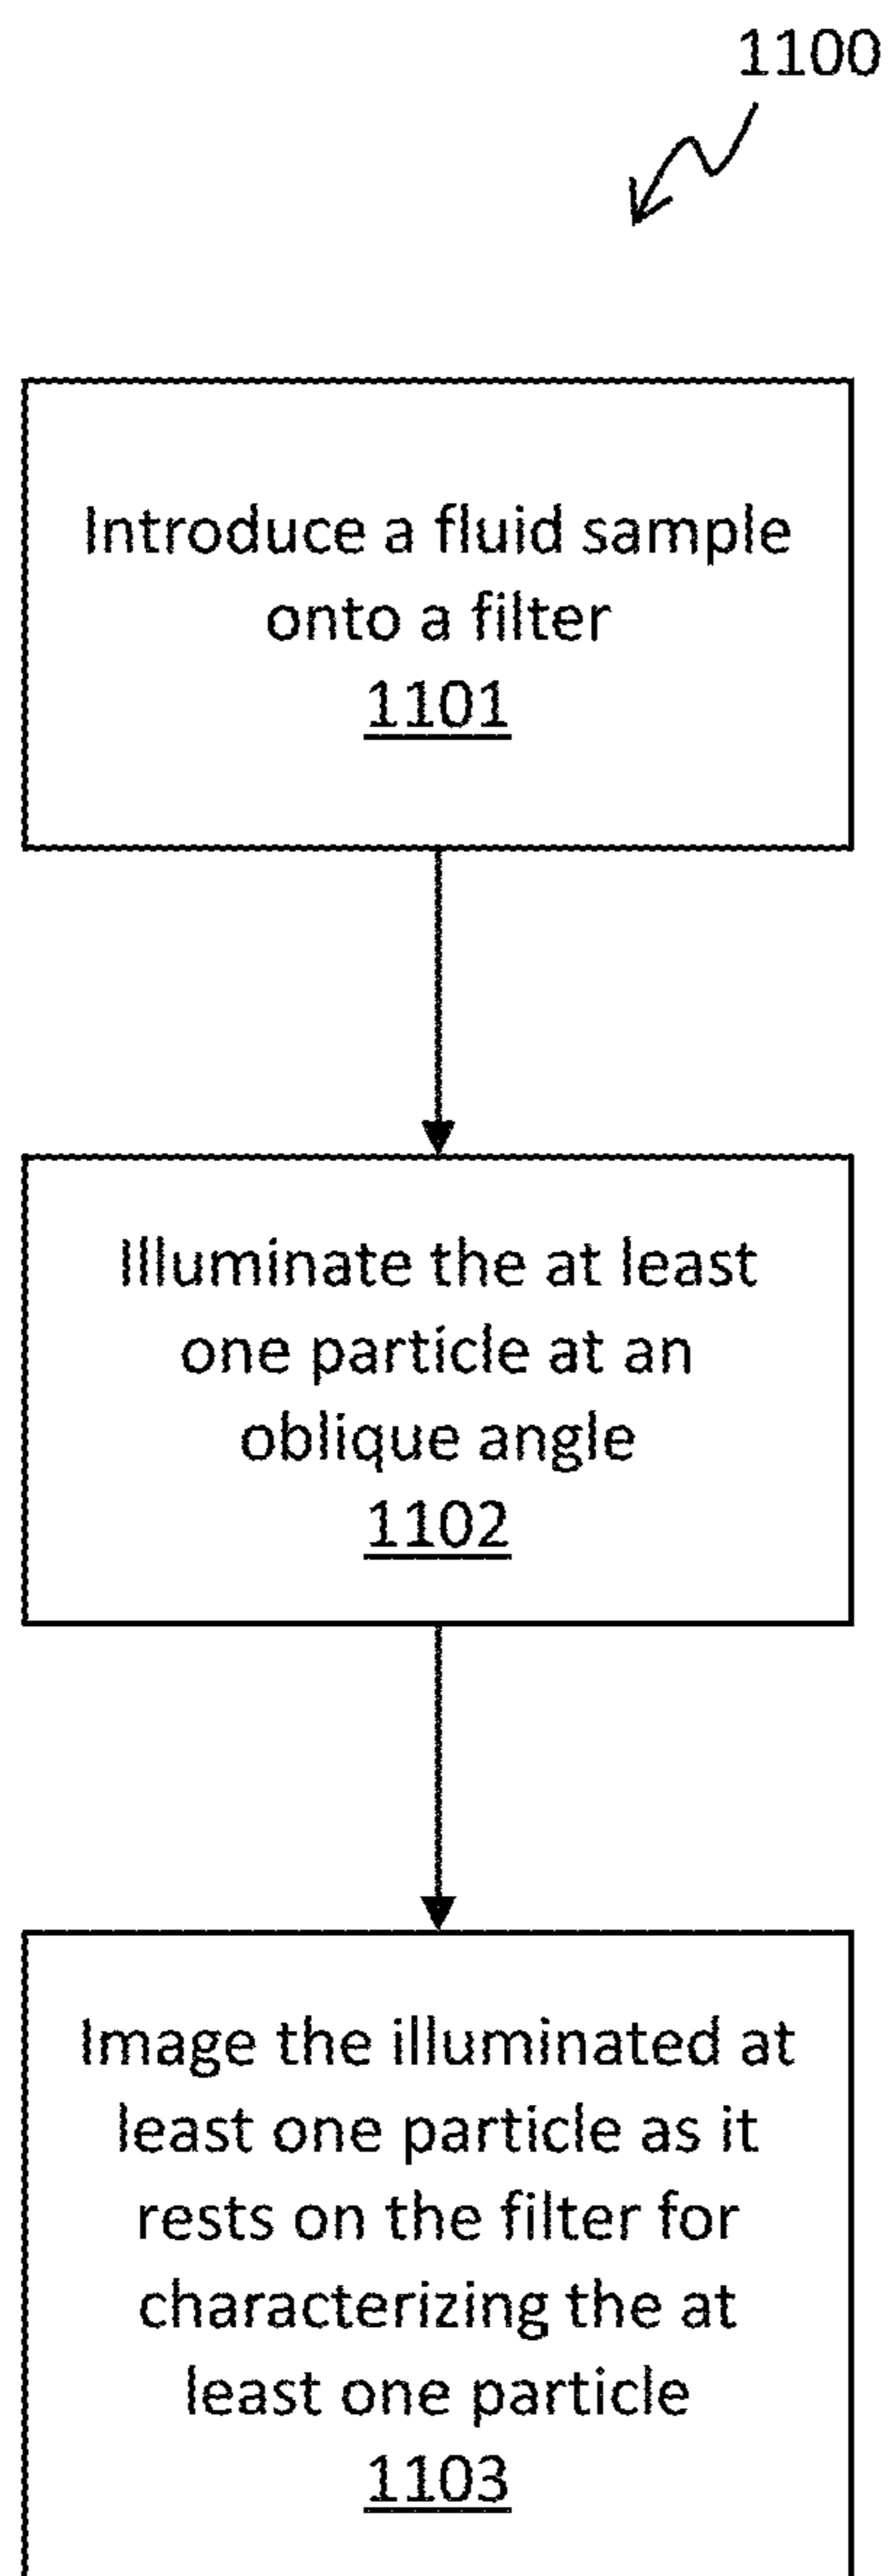 1100
Introduce a fluid sample
onto a filter
1101
Illuminate the at least
one particle at an
oblique angle
1102
Image the illuminated at
least one particle as it
rests on the filter for
characterizing the at
least one particle
1103